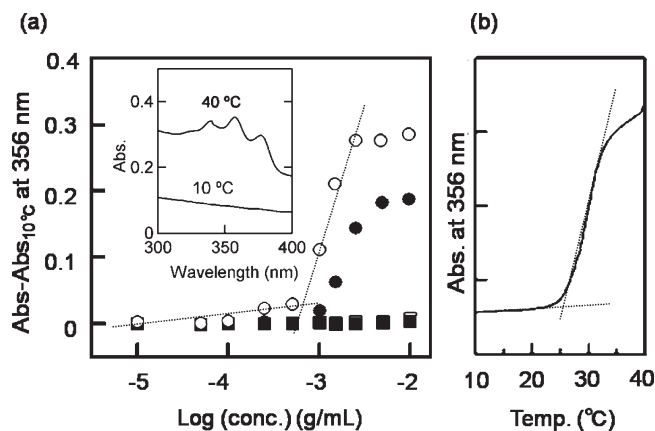 (a)
(b)
0.4
0.3
0.2
0.1
0
Abs-Abs10°C at 356 nm
0.4
0.2
0
Abs.
40 °C
10 °C
300 350 400
Wavelength (nm)
-5 -4 -3 -2
Log (conc.) (g/mL)
Abs. at 356 nm
10 20 30 40
Temp. (°C)